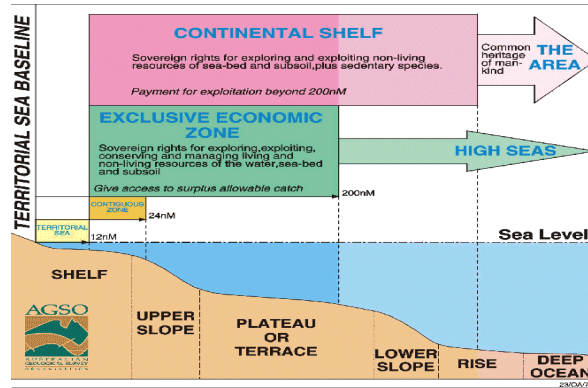 TERRITORIAL SEA BASELINE
CONTINENTAL SHELF
Sovereign rights for exploring and exploiting non-living
resources of sea-bed and subsoil,plus sedentary species.
Payment for exploitation beyond 200nM
Common
heritage
of man-
kind
THE
AREA
EXCLUSIVE ECONOMIC
ZONE
Sovereign rights for exploring,exploiting,
conserving and managing living and
non-living resources of the water,sea-bed
and subsoil
Give access to surplus allowable catch
HIGH SEAS
200nM
CONTIGUOUS
ZONE
24nM
TERRITORIAL
SEA
12nM
Sea Level
SHELF
UPPER
SLOPE
PLATEAU
OR
TERRACE
LOWER
SLOPE
RISE
DEEP
OCEAN
AGSO
AUSTRALIAN
GEOLOGICAL SURVEY
ORGANISATION